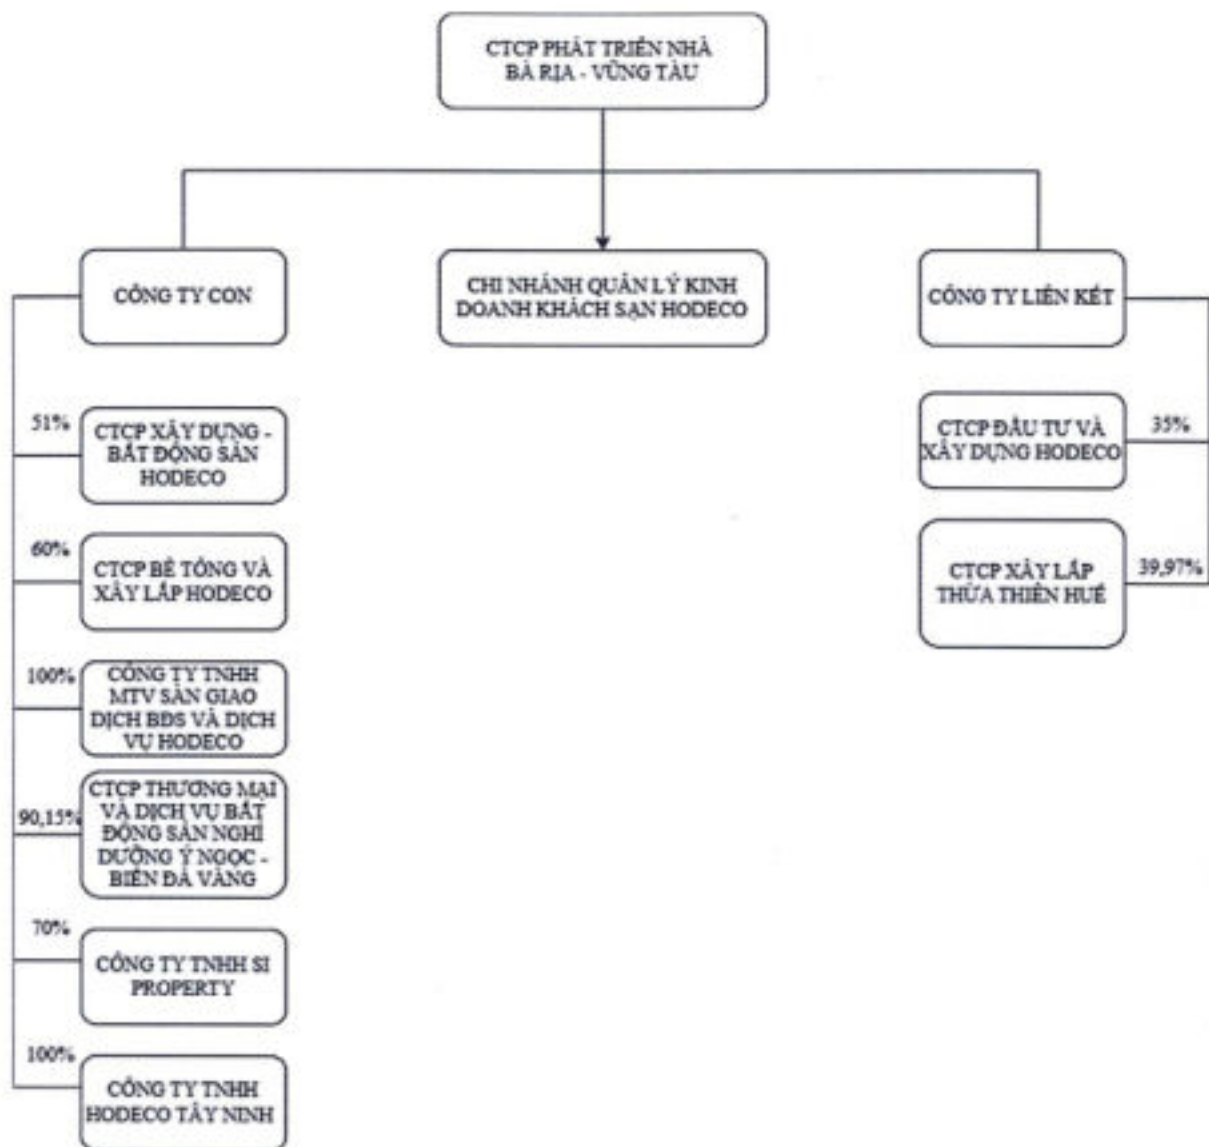 CTCP PHÁT TRIỂN NHÀ
BÀ RỊA - VŨNG TÀU
CÔNG TY CON
CHI NHÁNH QUẢN LÝ KINH
DOANH KHÁCH SẠN HODECO
CÔNG TY LIÊN KẾT
51%
CTCP XÂY DỰNG -
BẤT ĐỘNG SẢN
HODECO
60%
CTCP BÊ TÔNG VÀ
XÂY LẮP HODECO
100%
CÔNG TY TNHH
MTV SÀN GIAO
DỊCH BĐS VÀ DỊCH
VỤ HODECO
90,15%
CTCP THƯƠNG MẠI
VÀ DỊCH VỤ BẤT
ĐỘNG SẢN NGHỈ
DƯỠNG Ý NGỌC -
BIỂN ĐÁ VÀNG
70%
CÔNG TY TNHH SI
PROPERTY
100%
CÔNG TY TNHH
HODECO TÂY NINH
CTCP ĐẦU TƯ VÀ
XÂY DỰNG HODECO
35%
CTCP XÂY LẮP
THỪA THIÊN HUẾ
39,97%